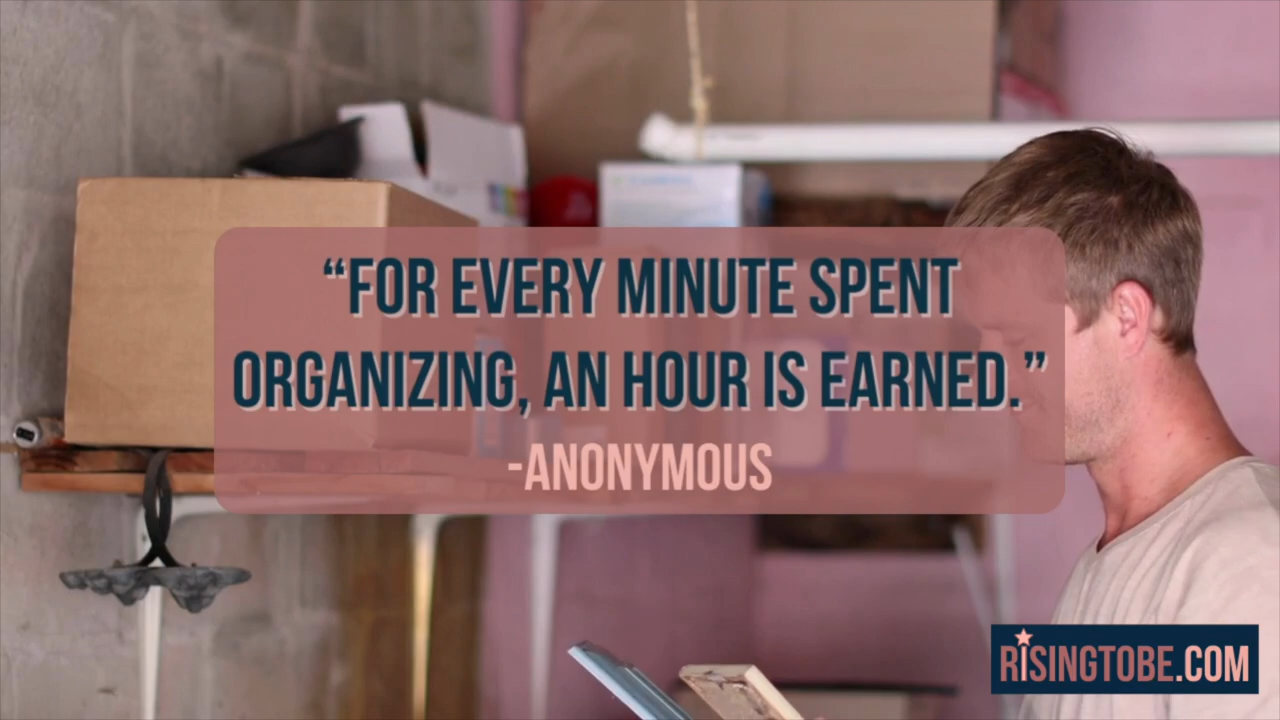 “FOR EVERY MINUTE SPENT
ORGANIZING, AN HOUR IS EARNED.”
-ANONYMOUS
RISINGTOBE.COM